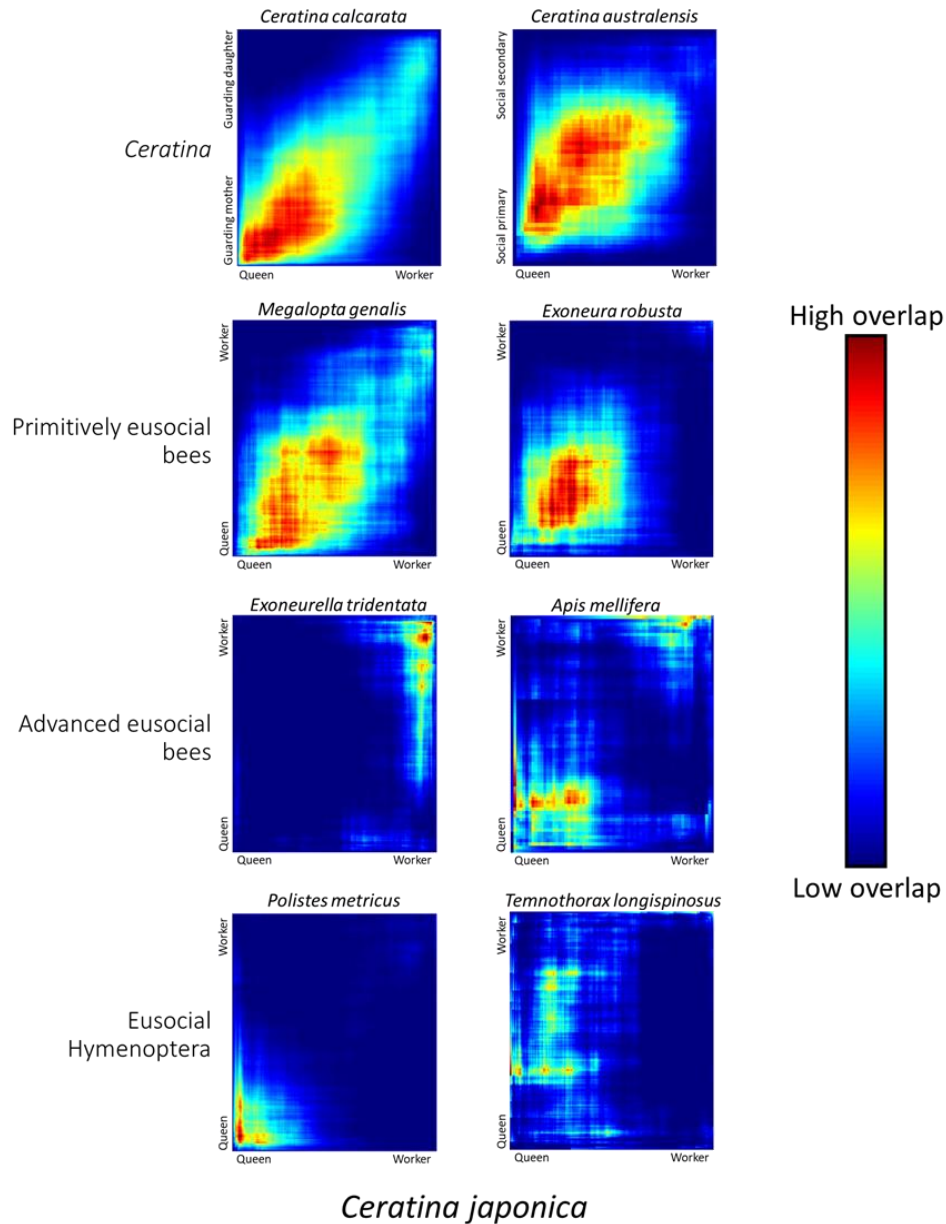 Ceratina calcarata
Ceratina australensis
Ceratina
Guarding daughter
Guarding mother
Queen
Worker
Social secondary
Social primary
Queen
Worker
Megalopta genalis
Exoneura robusta
High overlap
Primitively eusocial
bees
Worker
Queen
Queen
Worker
Worker
Queen
Queen
Worker
Exoneurella tridentata
Apis mellifera
Advanced eusocial
bees
Worker
Queen
Queen
Worker
Worker
Queen
Queen
Worker
Low overlap
Polistes metricus
Temnothorax longispinosus
Eusocial
Hymenoptera
Worker
Queen
Queen
Worker
Worker
Queen
Queen
Worker
Ceratina japonica